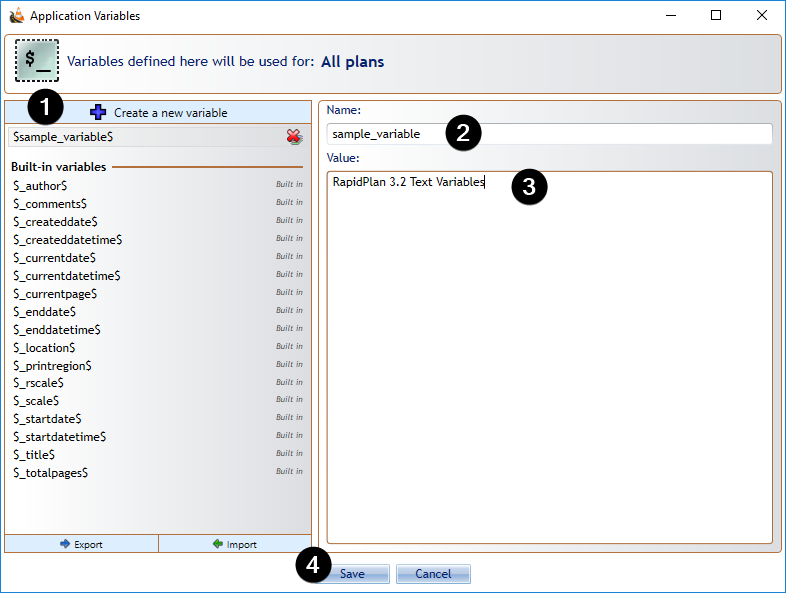 Application Variables
$_
Variables defined here will be used for: All plans
1
Create a new variable
$sample_variable$
Built-in variables
$_author$ Built in
$_comments$ Built in
$_createddate$ Built in
$_createddatetime$ Built in
$_currentdate$ Built in
$_currentdatetime$ Built in
$_currentpage$ Built in
$_enddate$ Built in
$_enddatetime$ Built in
$_location$ Built in
$_printregion$ Built in
$_rscale$ Built in
$_scale$ Built in
$_startdate$ Built in
$_startdatetime$ Built in
$_title$ Built in
$_totalpages$ Built in
Export Import
Name:
sample_variable 2
Value:
RapidPlan 3.2 Text Variables 3
4 Save Cancel